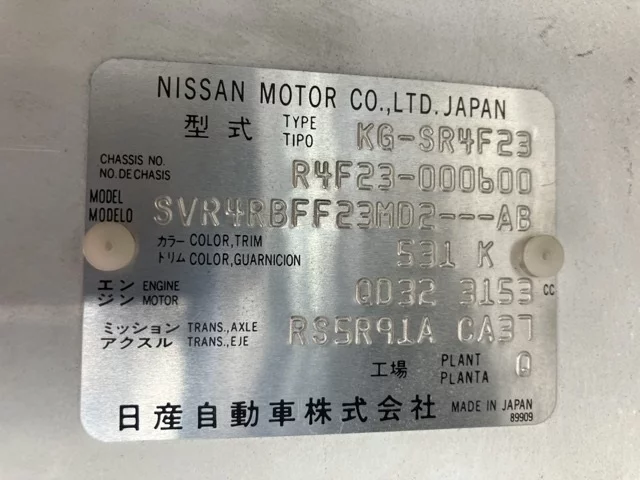 NISSAN MOTOR CO.,LTD. JAPAN
型式 TYPE TIPO KG-SR4F23
CHASSIS NO. NO. DE CHASIS R4F23-000600
MODEL MODELO SVR4RBFF23MD2---AB
カラー COLOR,TRIM
トリム COLOR,GUARNICION 531 K
エンジン ENGINE MOTOR QD32 3153 CC
ミッション TRANS.,AXLE
アクスル TRANS.,EJE RS5R91A CA37
工場 PLANT PLANTA Q
日産自動車株式会社 MADE IN JAPAN
89909